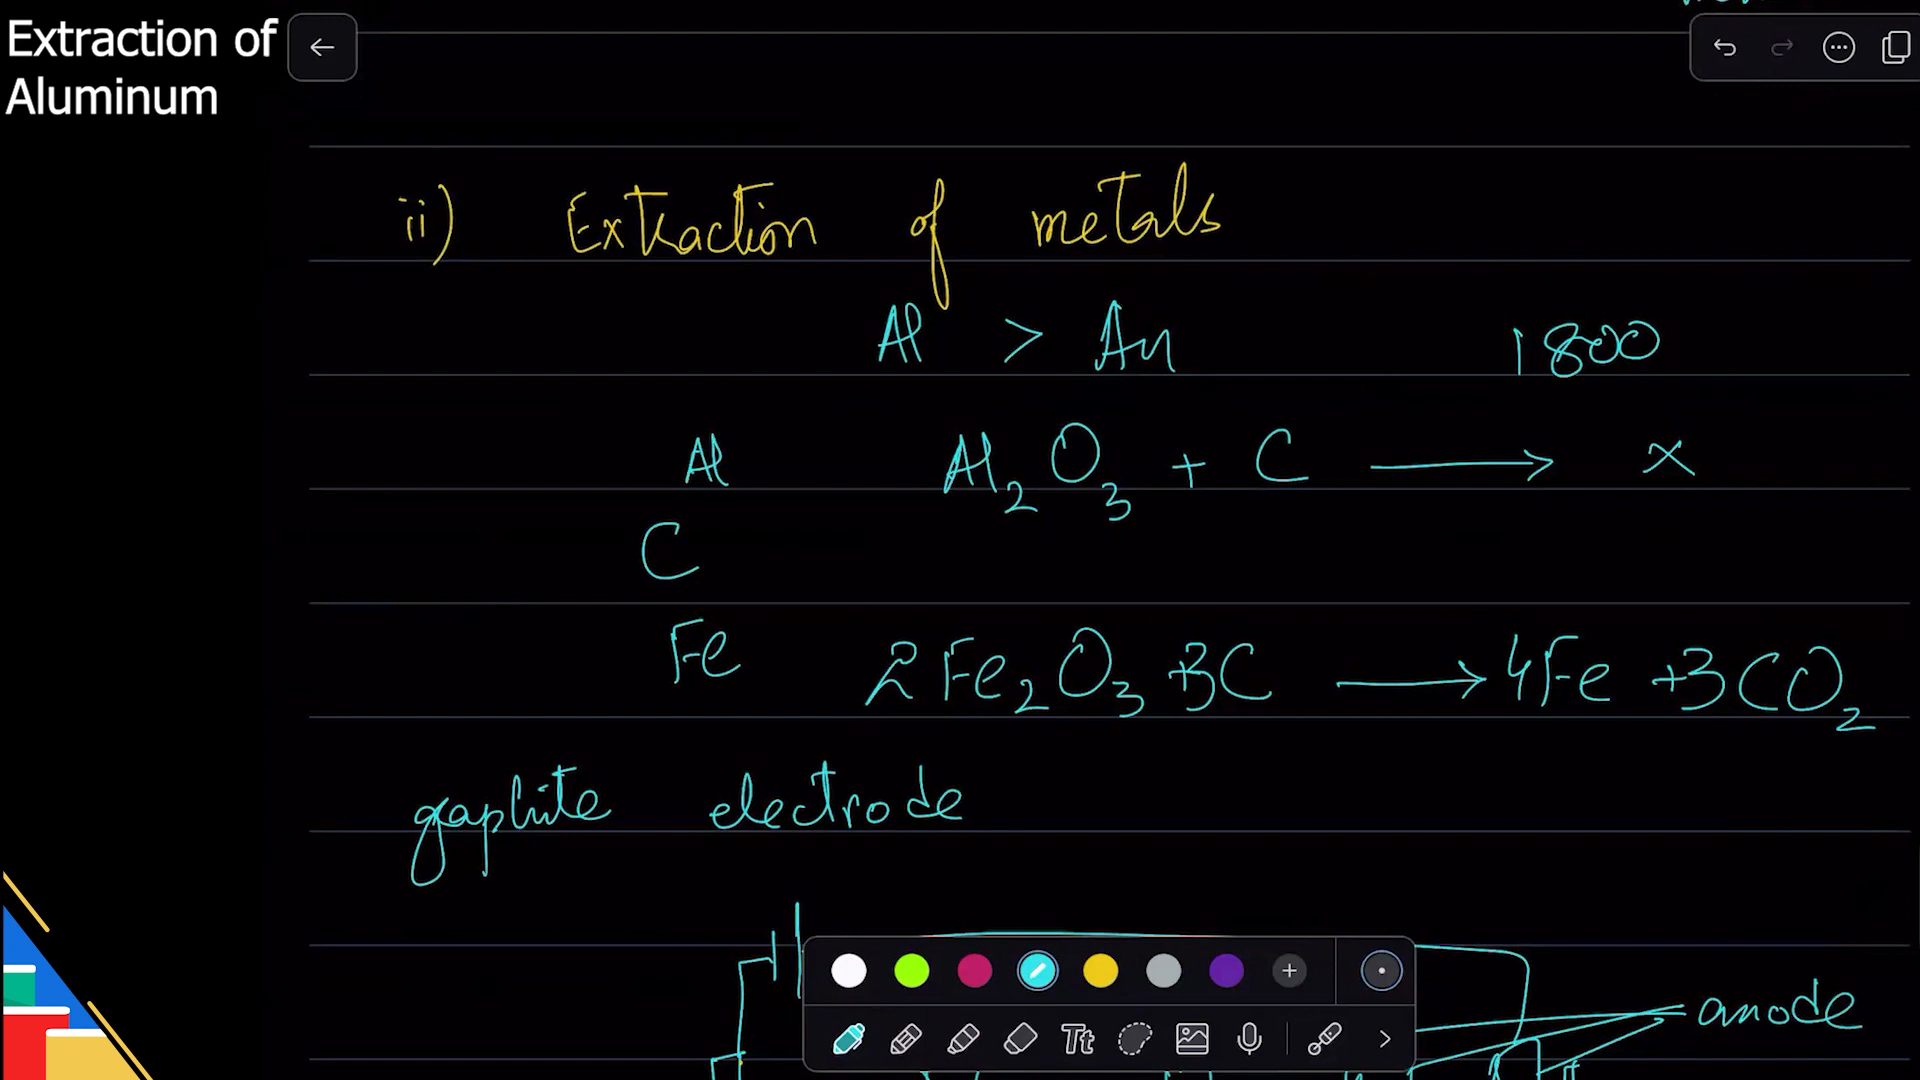 Extraction of
Aluminum
ii) Extraction of metals
Al > Au 1800
Al Al₂O₃ + C ⟶ ×
C
Fe 2Fe₂O₃ + 3C ⟶ 4Fe + 3CO₂
graphite electrode
anode
Tt